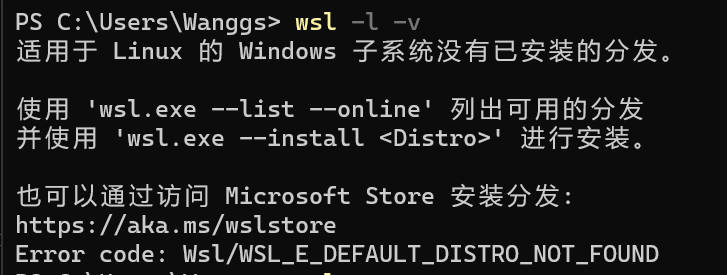 PS C:\Users\Wanggs> wsl -l -v
适用于 Linux 的 Windows 子系统没有已安装的分发。
使用 'wsl.exe --list --online' 列出可用的分发
并使用 'wsl.exe --install <Distro>' 进行安装。
也可以通过访问 Microsoft Store 安装分发:
https://aka.ms/wslstore
Error code: Wsl/WSL_E_DEFAULT_DISTRO_NOT_FOUND